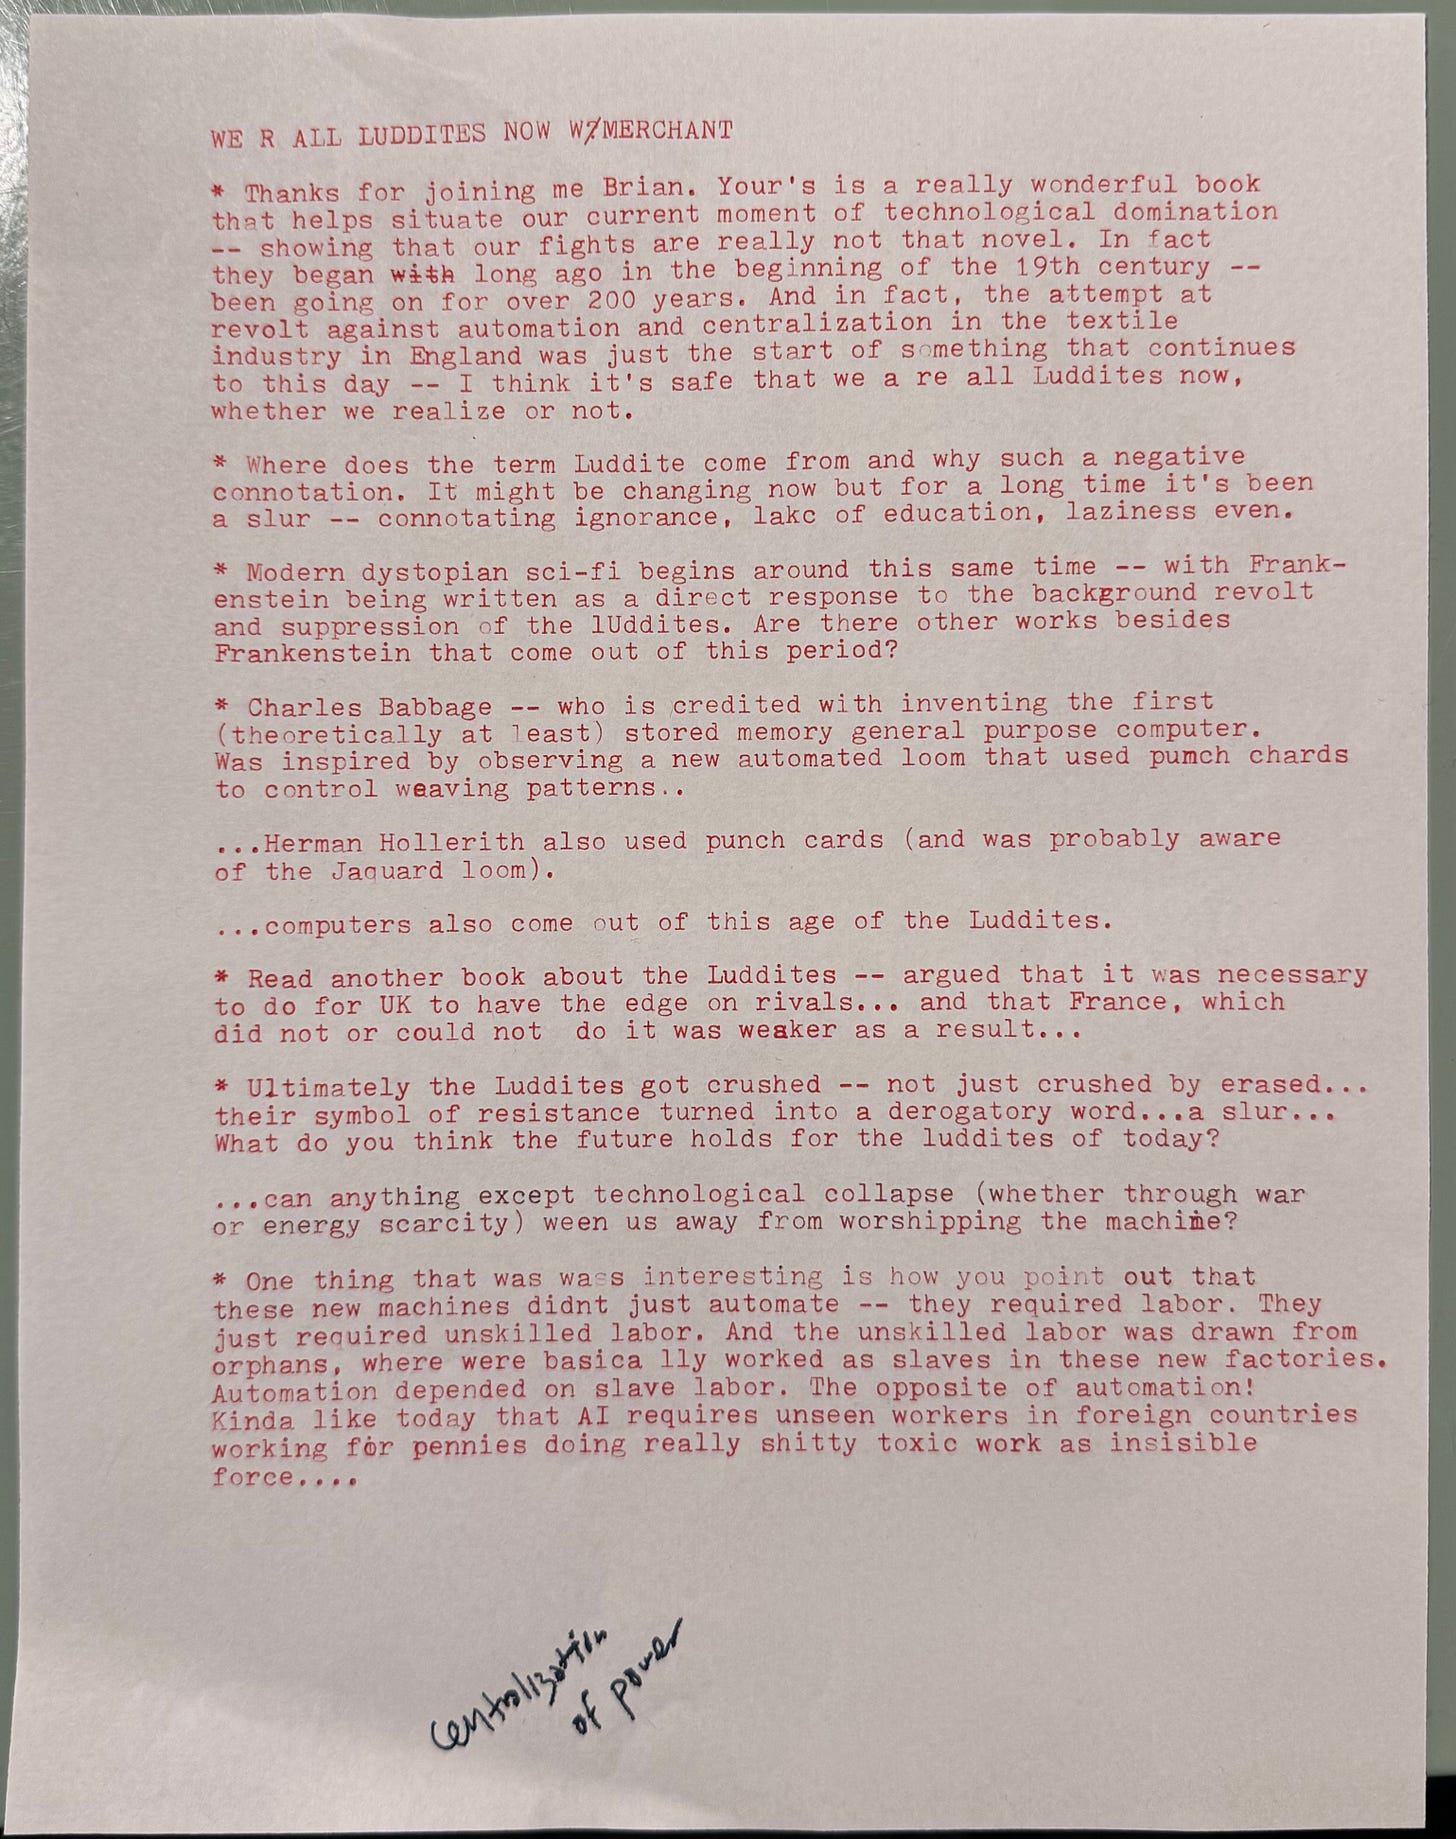 WE R ALL LUDDITES NOW W/MERCHANT
* Thanks for joining me Brian. Your's is a really wonderful book
that helps situate our current moment of technological domination
-- showing that our fights are really not that novel. In fact
they began with long ago in the beginning of the 19th century --
been going on for over 200 years. And in fact, the attempt at
revolt against automation and centralization in the textile
industry in England was just the start of something that continues
to this day -- I think it's safe that we a re all Luddites now,
whether we realize or not.
* Where does the term Luddite come from and why such a negative
connotation. It might be changing now but for a long time it's been
a slur -- connotating ignorance, lakc of education, laziness even.
* Modern dystopian sci-fi begins around this same time -- with Frank-
enstein being written as a direct response to the background revolt
and suppression of the lUddites. Are there other works besides
Frankenstein that come out of this period?
* Charles Babbage -- who is credited with inventing the first
(theoretically at least) stored memory general purpose computer.
Was inspired by observing a new automated loom that used punch chards
to control weaving patterns..
...Herman Hollerith also used punch cards (and was probably aware
of the Jaquard loom).
...computers also come out of this age of the Luddites.
* Read another book about the Luddites -- argued that it was necessary
to do for UK to have the edge on rivals... and that France, which
did not or could not  do it was weaker as a result...
* Ultimately the Luddites got crushed -- not just crushed by erased...
their symbol of resistance turned into a derogatory word...a slur...
What do you think the future holds for the luddites of today?
...can anything except technological collapse (whether through war
or energy scarcity) ween us away from worshipping the machine?
* One thing that was wass interesting is how you point out that
these new machines didnt just automate -- they required labor. They
just required unskilled labor. And the unskilled labor was drawn from
orphans, where were basica lly worked as slaves in these new factories.
Automation depended on slave labor. The opposite of automation!
Kinda like today that AI requires unseen workers in foreign countries
working for pennies doing really shitty toxic work as insisible
force....
centralization
of power